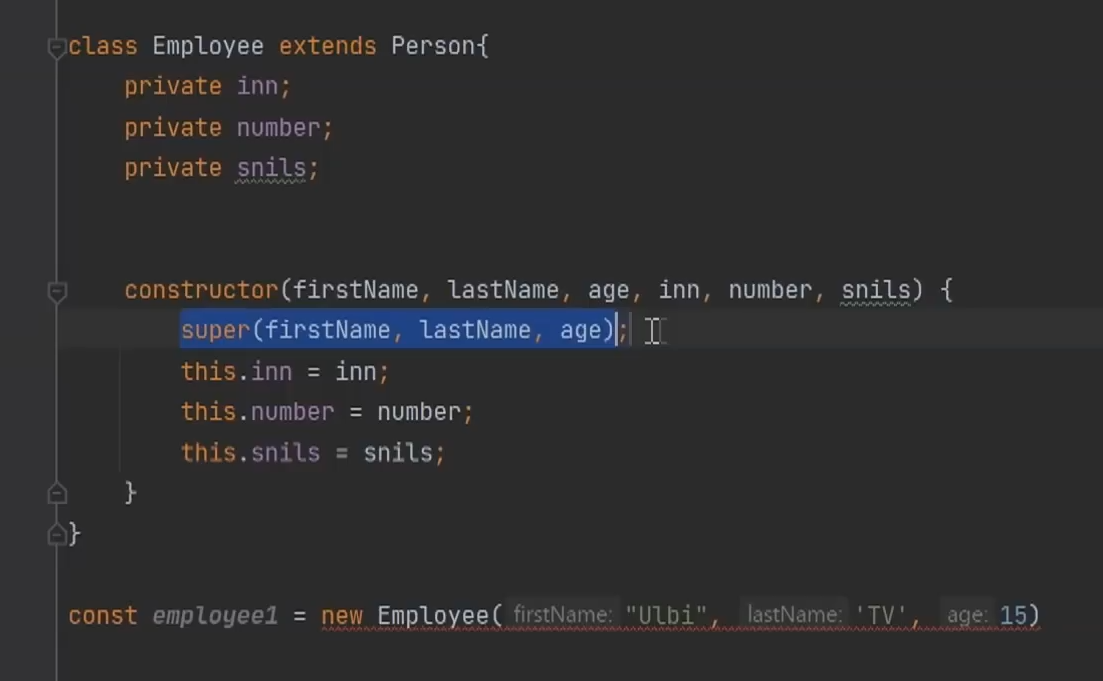 class Employee extends Person{
private inn;
private number;
private snils;
constructor(firstName, lastName, age, inn, number, snils) {
super(firstName, lastName, age);
this.inn = inn;
this.number = number;
this.snils = snils;
}
}
const employee1 = new Employee( firstName: "Ulbi", lastName: 'TV', age: 15)